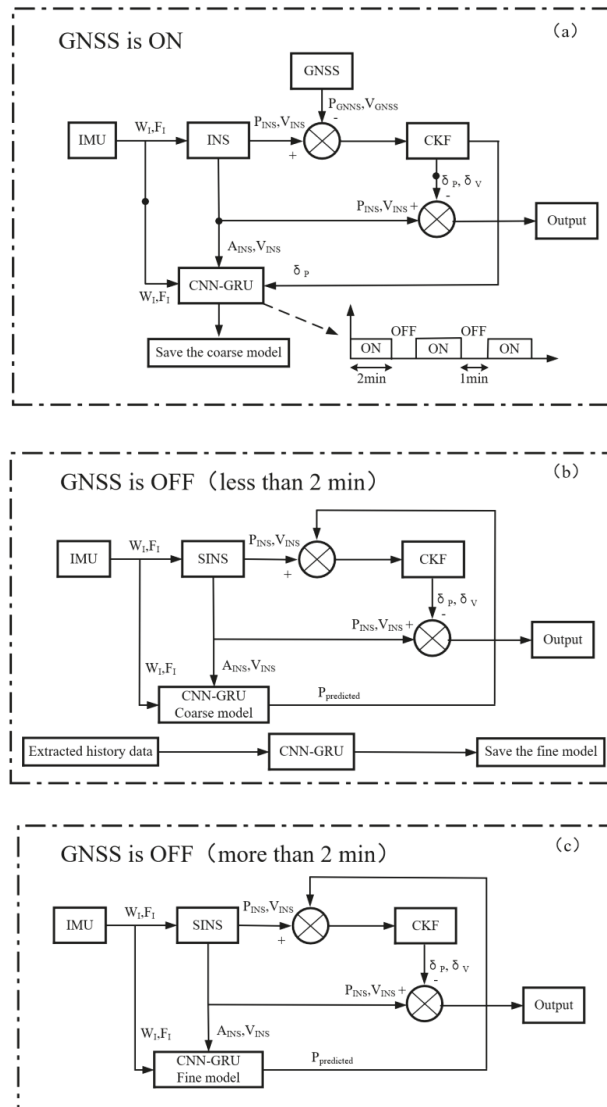 GNSS is ON
(a)
GNSS
P_GNNS,V_GNSS
-
W_I,F_I
P_INS,V_INS
IMU
INS
+
CKF
δ_P, δ_V
-
P_INS,V_INS +
Output
A_INS,V_INS
δ_P
CNN-GRU
W_I,F_I
OFF
OFF
Save the coarse model
ON
ON
ON
2min
1min
GNSS is OFF（less than 2 min）
(b)
W_I,F_I
P_INS,V_INS
IMU
SINS
+
CKF
δ_P, δ_V
-
P_INS,V_INS +
Output
W_I,F_I
A_INS,V_INS
CNN-GRU
Coarse model
P_predicted
Extracted history data
CNN-GRU
Save the fine model
GNSS is OFF（more than 2 min）
(c)
W_I,F_I
P_INS,V_INS
IMU
SINS
+
CKF
δ_P, δ_V
-
P_INS,V_INS +
Output
W_I,F_I
A_INS,V_INS
CNN-GRU
Fine model
P_predicted